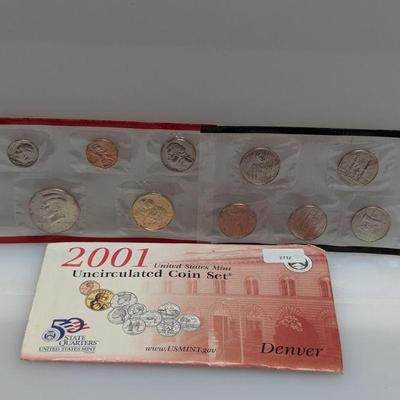 2001
United States Mint
Uncirculated Coin Set®
50
STATE
QUARTERS
UNITED STATES MINT
www.USMINT.gov
Denver